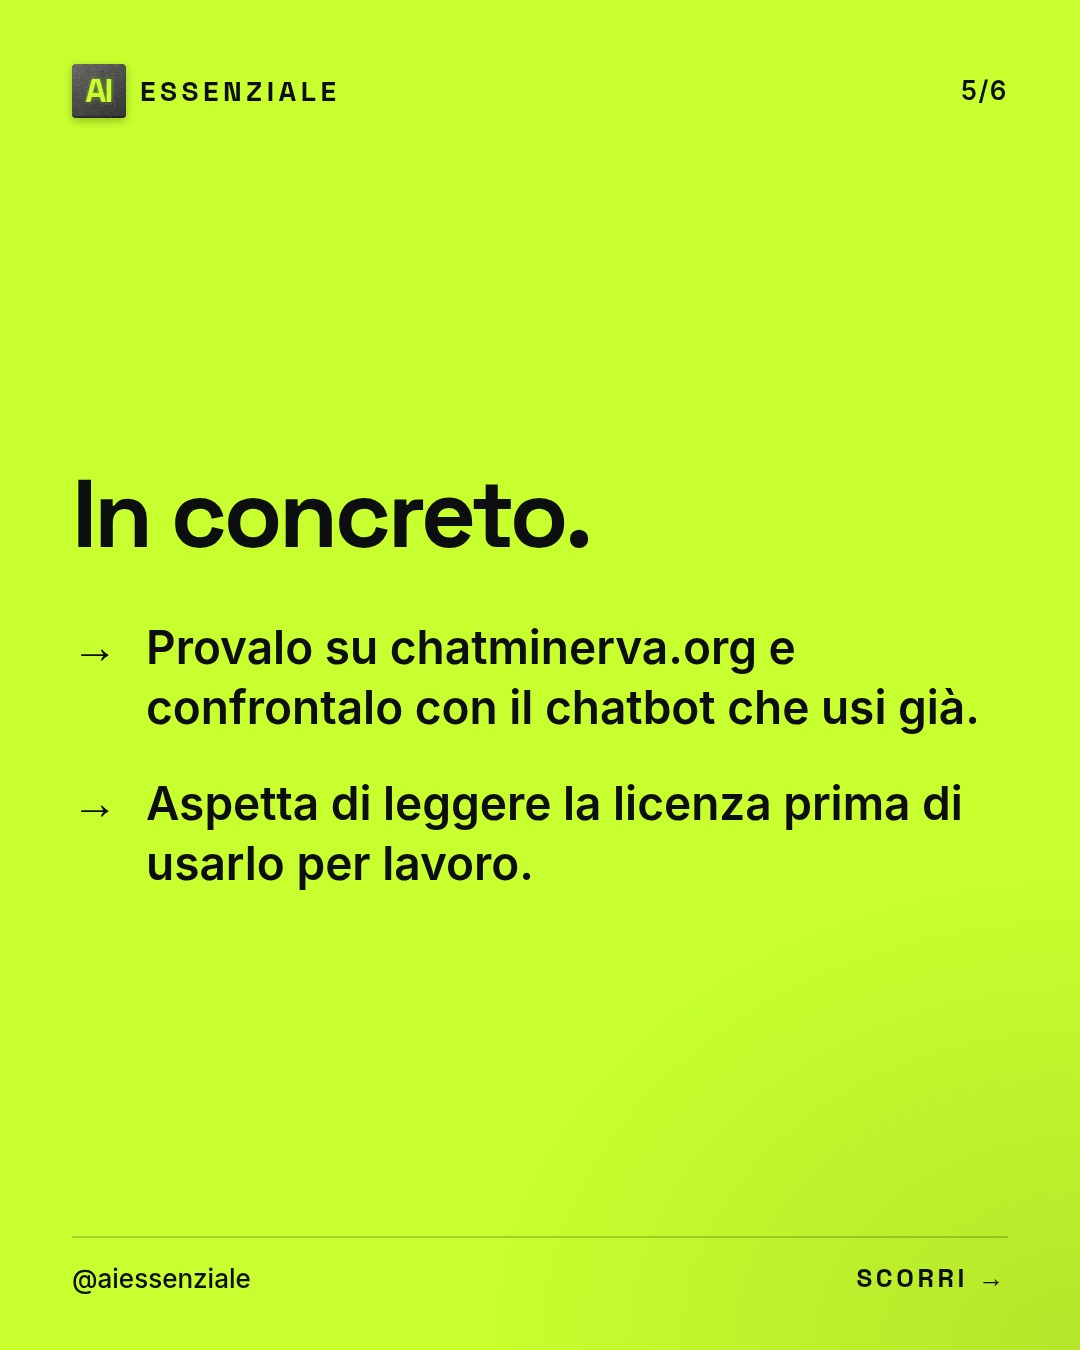 AI ESSENZIALE
5/6
In concreto.
→ Provalo su chatminerva.org e
confrontalo con il chatbot che usi già.
→ Aspetta di leggere la licenza prima di
usarlo per lavoro.
@aiessenziale
SCORRI →